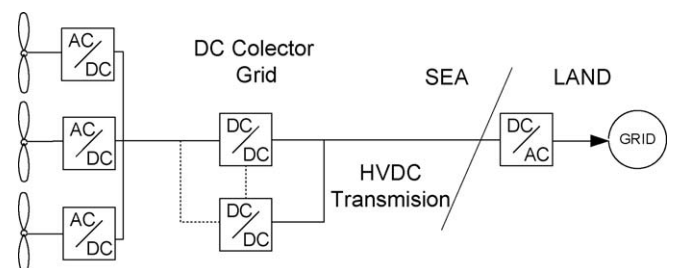 AC
DC
DC Colector
Grid
SEA
LAND
AC
DC
DC
DC
DC
AC
GRID
HVDC
Transmision
AC
DC
DC
DC